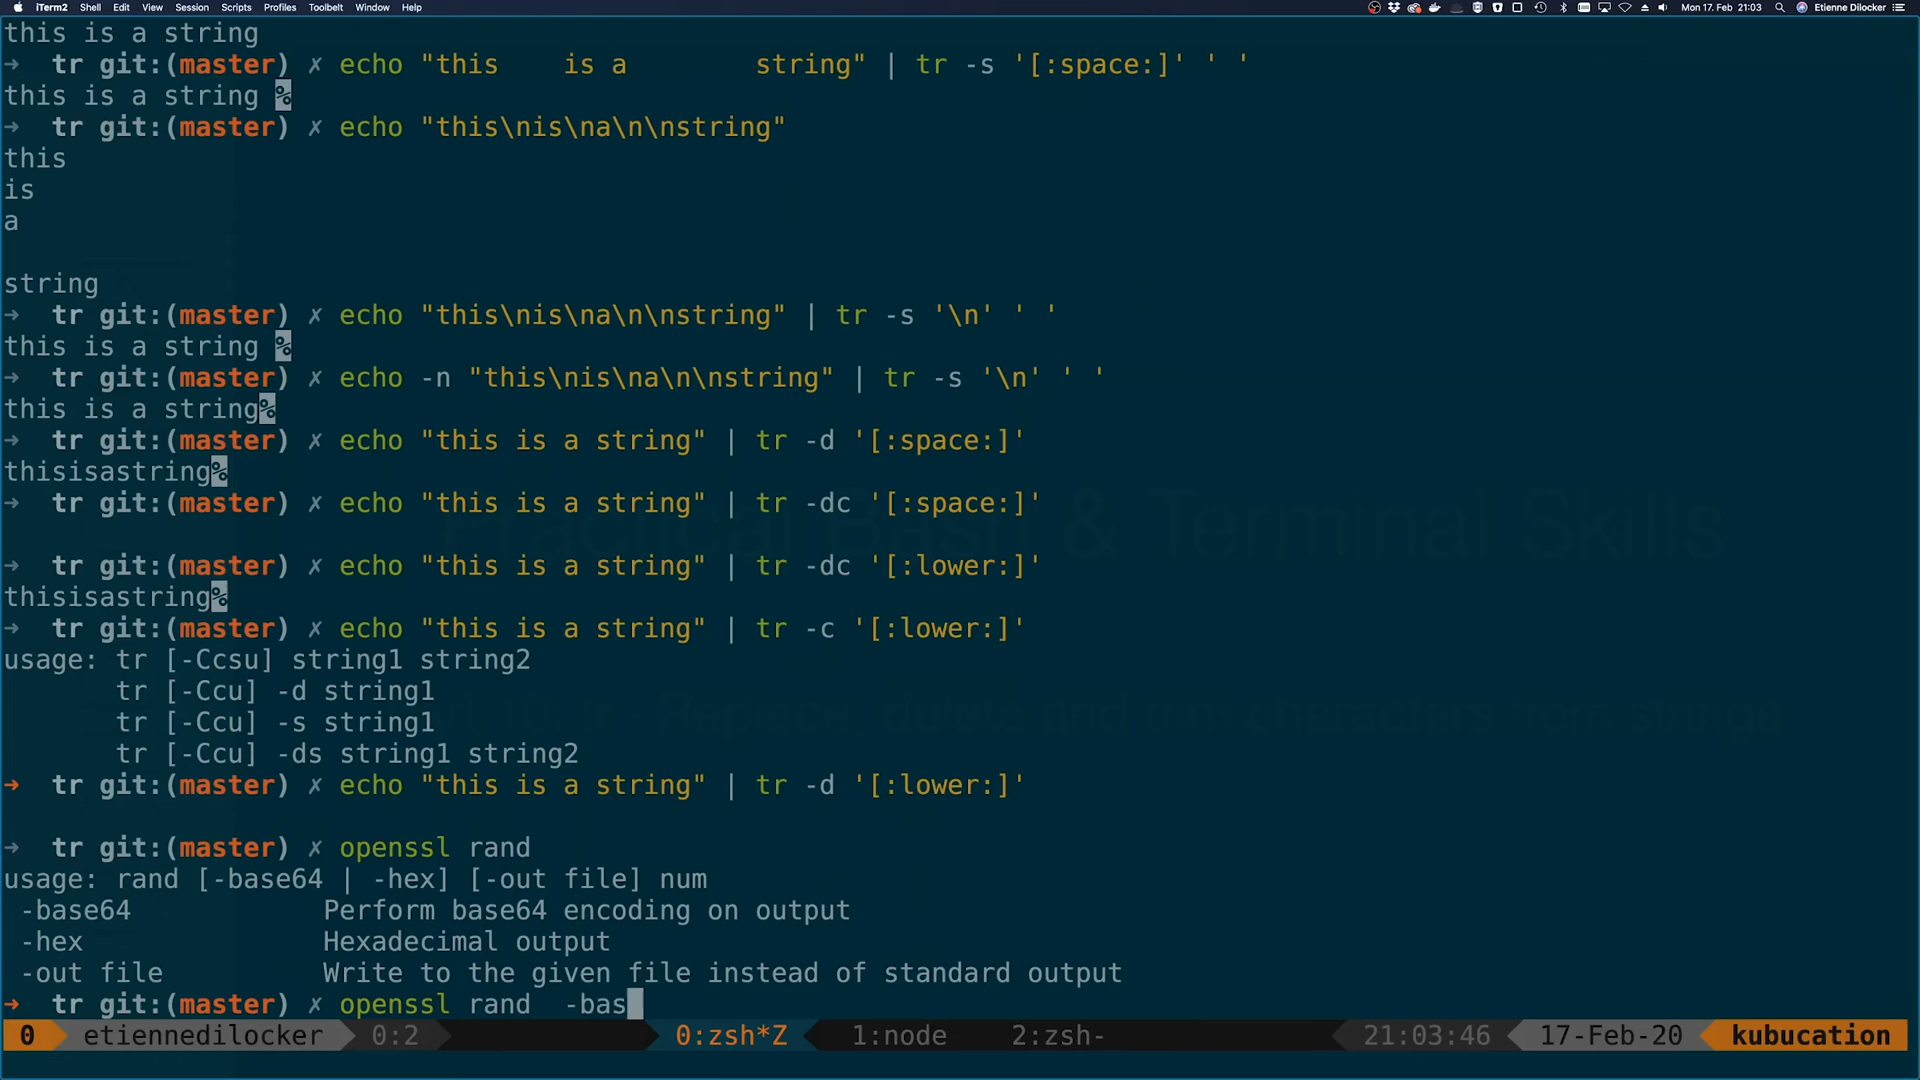 iTerm2 Shell Edit View Session Scripts Profiles Toolbelt Window Help Mon 17. Feb 21:03 Etienne Dilocker
this is a string
→ tr git:(master) ✗ echo "this    is a        string" | tr -s '[:space:]' ' '
this is a string %
→ tr git:(master) ✗ echo "this\nis\na\n\nstring"
this
is
a
string
→ tr git:(master) ✗ echo "this\nis\na\n\nstring" | tr -s '\n' ' '
this is a string %
→ tr git:(master) ✗ echo -n "this\nis\na\n\nstring" | tr -s '\n' ' '
this is a string%
→ tr git:(master) ✗ echo "this is a string" | tr -d '[:space:]'
thisisastring%
→ tr git:(master) ✗ echo "this is a string" | tr -dc '[:space:]'
Practical Bash & Terminal Skills
→ tr git:(master) ✗ echo "this is a string" | tr -dc '[:lower:]'
thisisastring%
→ tr git:(master) ✗ echo "this is a string" | tr -c '[:lower:]'
usage: tr [-Ccsu] string1 string2
tr [-Ccu] -d string1
tr [-Ccu] -s string1
tr [-Ccu] -ds string1 string2
→ tr git:(master) ✗ echo "this is a string" | tr -d '[:lower:]'
→ tr git:(master) ✗ openssl rand
usage: rand [-base64 | -hex] [-out file] num
-base64 Perform base64 encoding on output
-hex Hexadecimal output
-out file Write to the given file instead of standard output
→ tr git:(master) ✗ openssl rand  -bas
0 etiennedilocker 0:2 0:zsh*Z 1:node 2:zsh- 21:03:46 17-Feb-20 kubucation